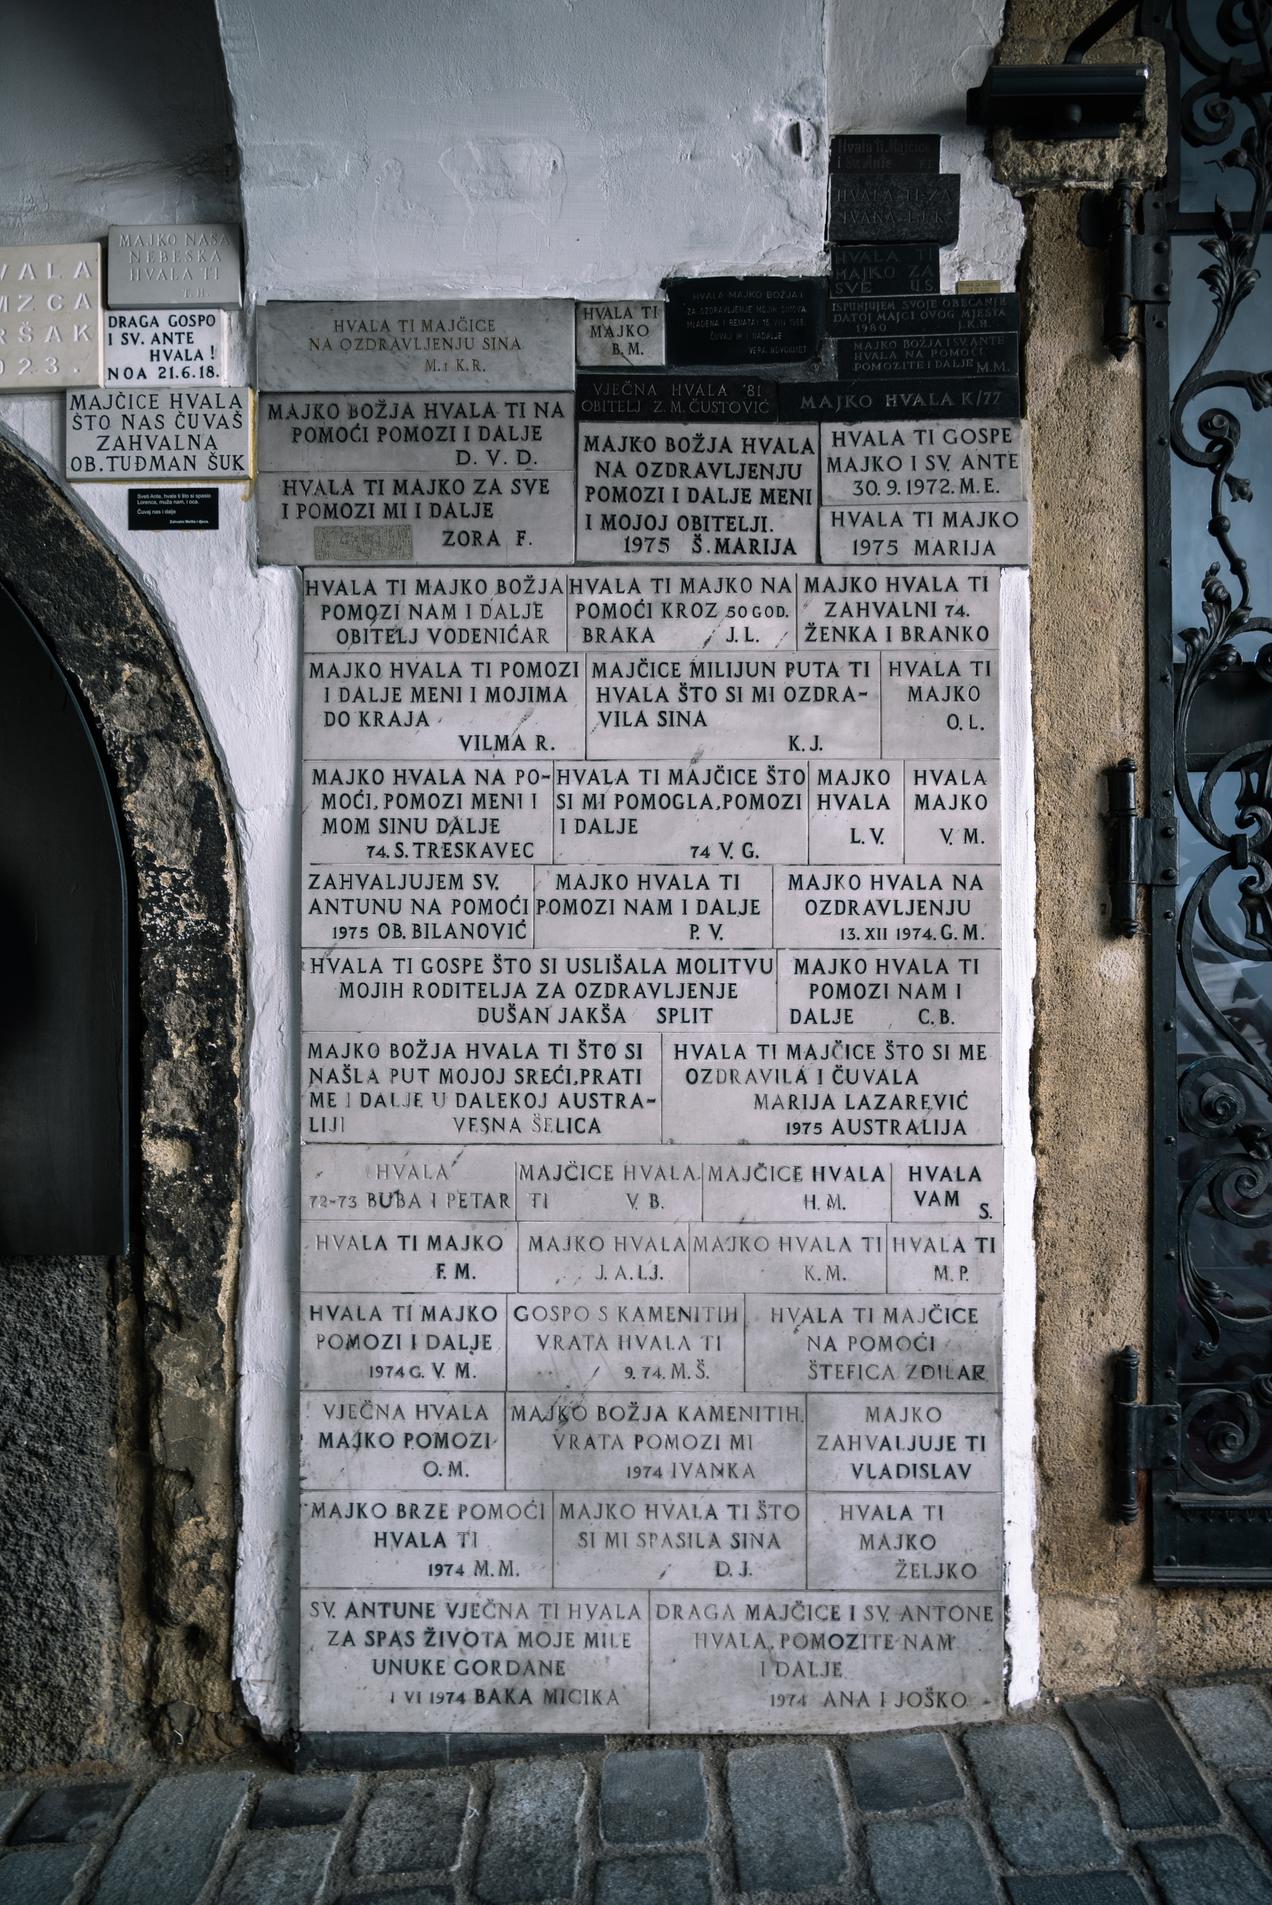 VALA
MZCA
RŠAK
023.
MAJKO NAŠA
NEBESKA
HVALA TI
T.H.
DRAGA GOSPO
I SV. ANTE
HVALA!
NOA 21.6.18.
MAJČICE HVALA
ŠTO NAS ČUVAŠ
ZAHVALNA
OB.TUĐMAN ŠUK
Sveti Ante, hvala ti što si spasio
Lorenca, muža nam, i oca.
Čuvaj nas i dalje
Hvala Ti Majčice
i Sv. Ante
HVALA TI ZA
HVALA TI
MAJKO ZA
SVE U.S.
ISPUNJUJEM SVOJE OBEĆANJE
DATOJ MAJCI OVOG MJESTA
1980 J.K.H.
MAJKO BOŽJA I SV. ANTE
HVALA NA POMOĆI
POMOZITE I DALJE M.M.
HVALA MAJKO BOŽJA I
ZA OZDRAVLJENJE MOJIH SINOVA
ČUVAJ IH I NADALJE
VJEČNA HVALA '81
OBITELJ Z.M. ČUSTOVIĆ
MAJKO HVALA K/77
HVALA TI MAJČICE
NA OZDRAVLJENJU SINA
M. i K.R.
HVALA TI
MAJKO
B.M.
MAJKO BOŽJA HVALA TI NA
POMOĆI POMOZI I DALJE
D. V. D.
HVALA TI MAJKO ZA SVE
I POMOZI MI I DALJE
ZORA F.
MAJKO BOŽJA HVALA
NA OZDRAVLJENJU
POMOZI I DALJE MENI
I MOJOJ OBITELJI.
1975 Š.MARIJA
HVALA TI GOSPE
MAJKO I SV. ANTE
30.9.1972. M.E.
HVALA TI MAJKO
1975 MARIJA
HVALA TI MAJKO BOŽJA
POMOZI NAM I DALJE
OBITELJ VODENIČAR
HVALA TI MAJKO NA
POMOĆI KROZ 50 GOD.
BRAKA J.L.
MAJKO HVALA TI
ZAHVALNI 74.
ŽENKA I BRANKO
MAJKO HVALA TI POMOZI
I DALJE MENI I MOJIMA
DO KRAJA
VILMA R.
MAJČICE MILIJUN PUTA TI
HVALA ŠTO SI MI OZDRA-
VILA SINA
K.J.
HVALA TI
MAJKO
O.L.
MAJKO HVALA NA PO-
MOĆI, POMOZI MENI I
MOM SINU DALJE
74. S.TRESKAVEC
HVALA TI MAJČICE ŠTO
SI MI POMOGLA, POMOZI
I DALJE
74 V.G.
MAJKO
HVALA
L.V.
HVALA
MAJKO
V.M.
ZAHVALJUJEM SV.
ANTUNU NA POMOĆI
1975 OB. BILANOVIĆ
MAJKO HVALA TI
POMOZI NAM I DALJE
P.V.
MAJKO HVALA NA
OZDRAVLJENJU
13.XII 1974. G.M.
HVALA TI GOSPE ŠTO SI USLIŠALA MOLITVU
MOJIH RODITELJA ZA OZDRAVLJENJE
DUŠAN JAKŠA SPLIT
MAJKO HVALA TI
POMOZI NAM I
DALJE C.B.
MAJKO BOŽJA HVALA TI ŠTO SI
NAŠLA PUT MOJOJ SREĆI, PRATI
ME I DALJE U DALEKOJ AUSTRA-
LIJI VESNA ŠELICA
HVALA TI MAJČICE ŠTO SI ME
OZDRAVILA I ČUVALA
MARIJA LAZAREVIĆ
1975 AUSTRALIJA
HVALA
72-73 BUBA I PETAR
MAJČICE HVALA
TI V.B.
MAJČICE HVALA
H.M.
HVALA
VAM S.
HVALA TI MAJKO
F.M.
MAJKO HVALA
J. A. LJ.
MAJKO HVALA TI
K.M.
HVALA TI
M.P.
HVALA TI MAJKO
POMOZI I DALJE
1974 G.V.M.
GOSPO S KAMENITIH
VRATA HVALA TI
9.74. M.Š.
HVALA TI MAJČICE
NA POMOĆI
ŠTEFICA ZDILAR
VJEČNA HVALA
MAJKO POMOZI
O.M.
MAJKO BOŽJA KAMENITIH
VRATA POMOZI MI
1974 IVANKA
MAJKO
ZAHVALJUJE TI
VLADISLAV
MAJKO BRZE POMOĆI
HVALA TI
1974 M.M.
MAJKO HVALA TI ŠTO
SI MI SPASILA SINA
D.J.
HVALA TI
MAJKO
ŽELJKO
SV. ANTUNE VJEČNA TI HVALA
ZA SPAS ŽIVOTA MOJE MILE
UNUKE GORDANE
I VI 1974 BAKA MICIKA
DRAGA MAJČICE I SV. ANTONE
HVALA, POMOZITE NAM
I DALJE
1974 ANA I JOŠKO